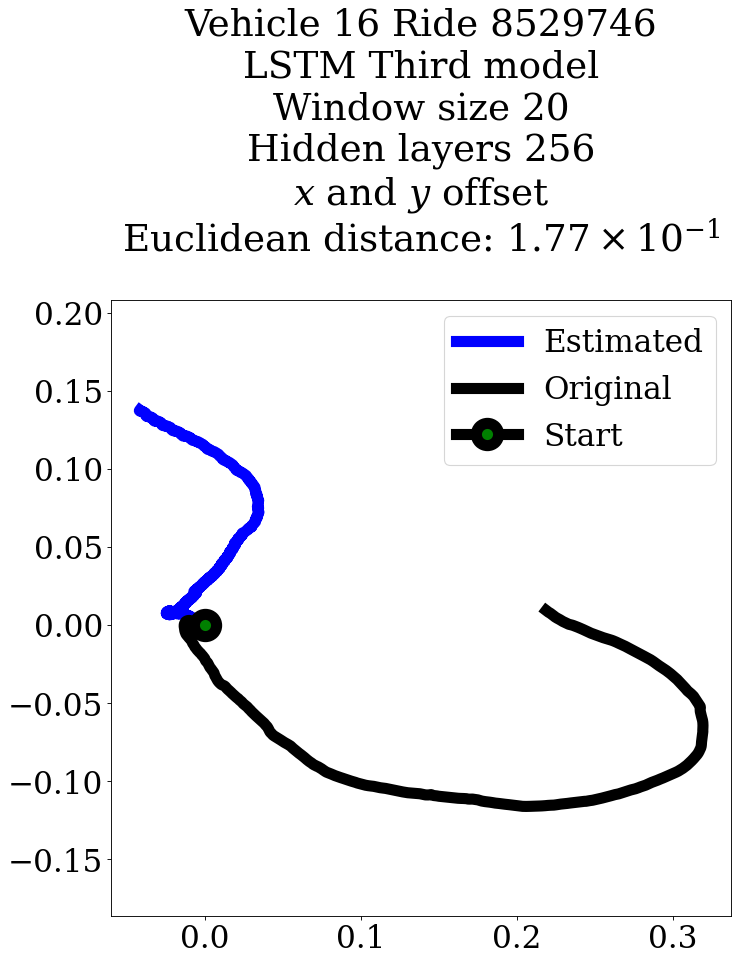 Vehicle 16 Ride 8529746
LSTM Third model
Window size 20
Hidden layers 256
x and y offset
Euclidean distance: 1.77 × 10⁻¹
0.20
0.15
0.10
0.05
0.00
−0.05
−0.10
−0.15
Estimated
Original
Start
0.0 0.1 0.2 0.3